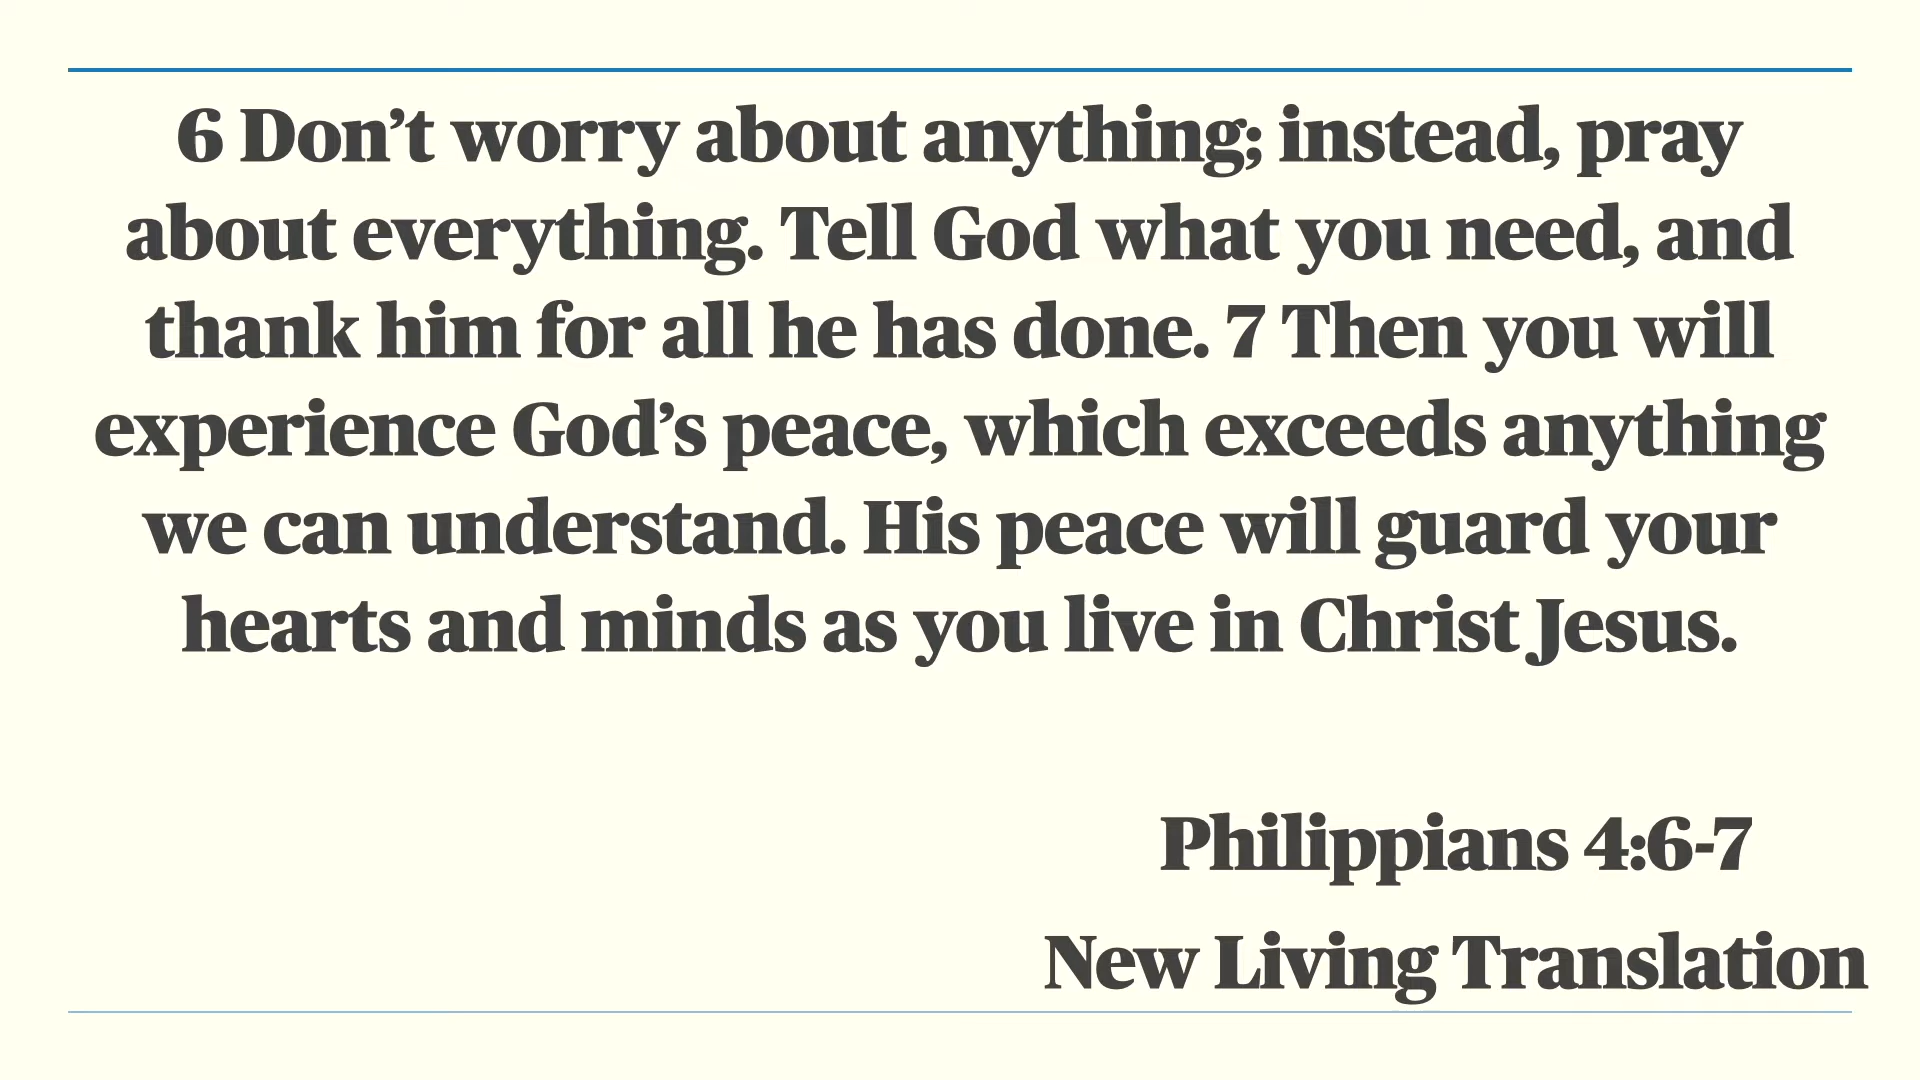 6 Don’t worry about anything; instead, pray
about everything. Tell God what you need, and
thank him for all he has done. 7 Then you will
experience God’s peace, which exceeds anything
we can understand. His peace will guard your
hearts and minds as you live in Christ Jesus.
Philippians 4:6-7
New Living Translation